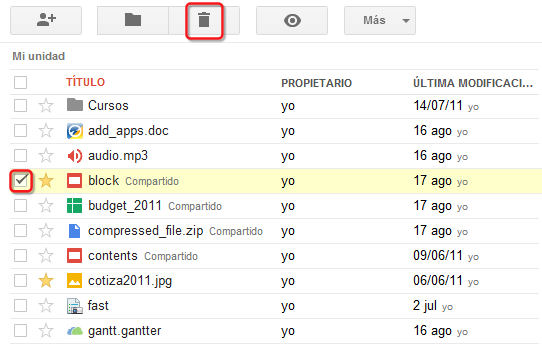 Más
Mi unidad
TÍTULO PROPIETARIO ÚLTIMA MODIFICACI...
Cursos yo 14/07/11 yo
add_apps.doc yo 16 ago yo
audio.mp3 yo 16 ago yo
block Compartido yo 17 ago yo
budget_2011 Compartido yo 17 ago yo
compressed_file.zip Compartido yo 17 ago yo
contents Compartido yo 09/06/11 yo
cotiza2011.jpg yo 06/06/11 yo
fast yo 2 jul yo
gantt.gantter yo 16 ago yo